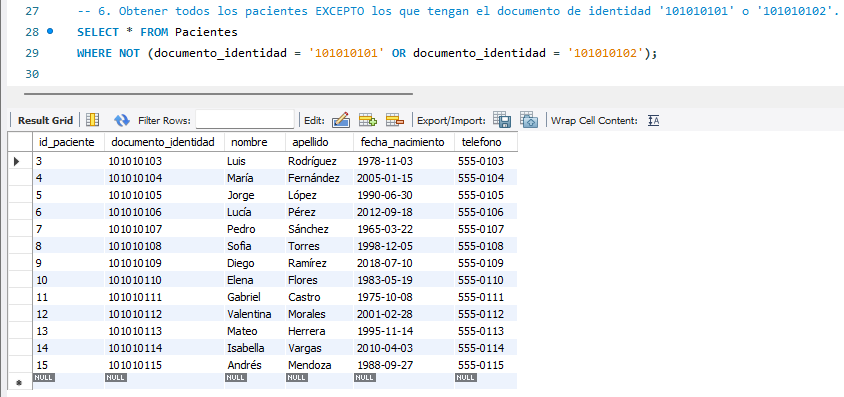 27 -- 6. Obtener todos los pacientes EXCEPTO los que tengan el documento de identidad '101010101' o '101010102'.
28 SELECT * FROM Pacientes
29 WHERE NOT (documento_identidad = '101010101' OR documento_identidad = '101010102');
30
Result Grid Filter Rows: Edit: Export/Import: Wrap Cell Content: IA
id_paciente documento_identidad nombre apellido fecha_nacimiento telefono
3 101010103 Luis Rodríguez 1978-11-03 555-0103
4 101010104 María Fernández 2005-01-15 555-0104
5 101010105 Jorge López 1990-06-30 555-0105
6 101010106 Lucía Pérez 2012-09-18 555-0106
7 101010107 Pedro Sánchez 1965-03-22 555-0107
8 101010108 Sofia Torres 1998-12-05 555-0108
9 101010109 Diego Ramírez 2018-07-10 555-0109
10 101010110 Elena Flores 1983-05-19 555-0110
11 101010111 Gabriel Castro 1975-10-08 555-0111
12 101010112 Valentina Morales 2001-02-28 555-0112
13 101010113 Mateo Herrera 1995-11-14 555-0113
14 101010114 Isabella Vargas 2010-04-03 555-0114
15 101010115 Andrés Mendoza 1988-09-27 555-0115
NULL NULL NULL NULL NULL NULL